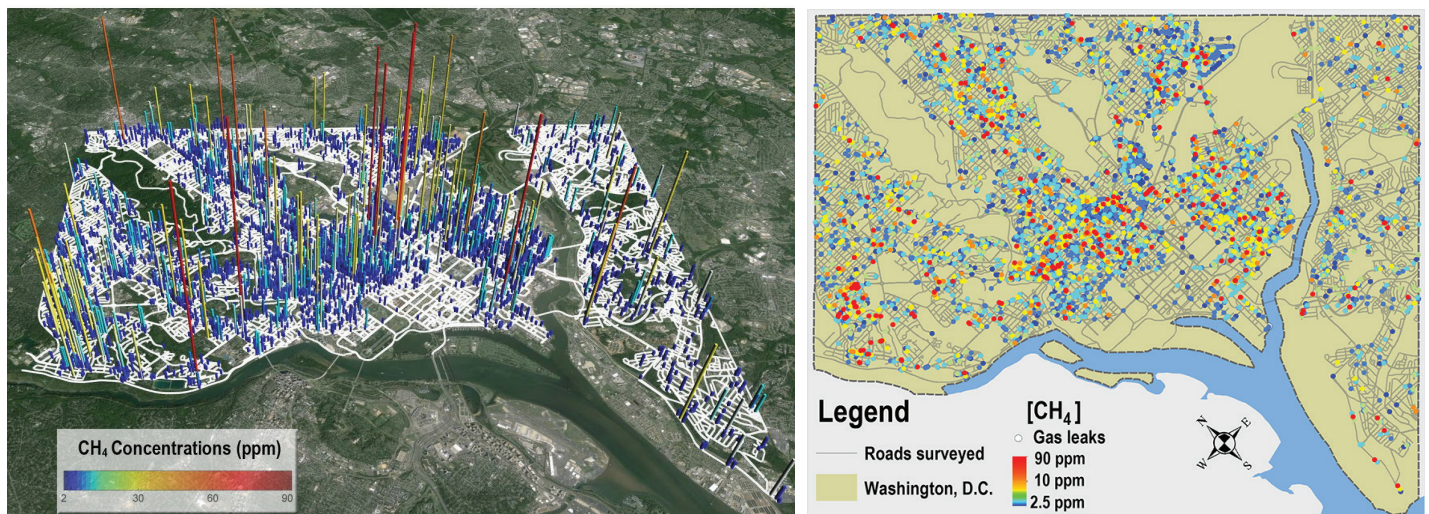 CH₄ Concentrations (ppm)
2 30 60 90
Legend
Roads surveyed
Washington, D.C.
[CH₄]
Gas leaks
90 ppm
10 ppm
2.5 ppm
N
E
W
S